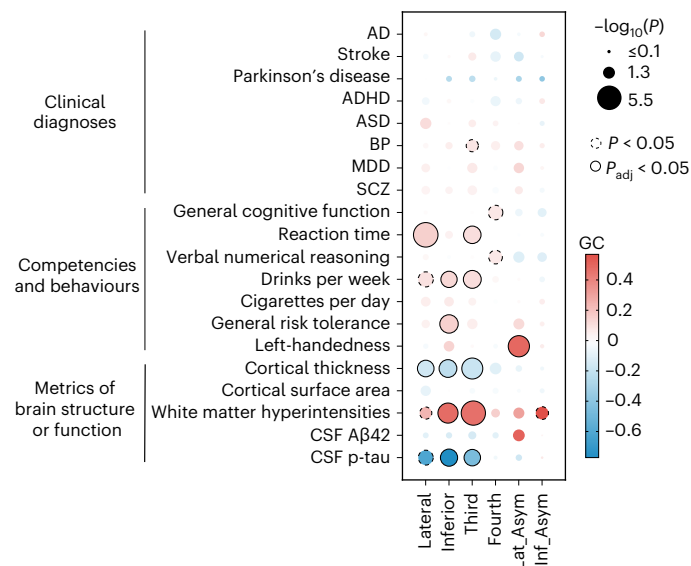 Clinical
diagnoses
AD
Stroke
Parkinson's disease
ADHD
ASD
BP
MDD
SCZ
Competencies
and behaviours
General cognitive function
Reaction time
Verbal numerical reasoning
Drinks per week
Cigarettes per day
General risk tolerance
Left-handedness
Metrics of
brain structure
or function
Cortical thickness
Cortical surface area
White matter hyperintensities
CSF Aβ42
CSF p-tau
Lateral
Inferior
Third
Fourth
Lat_Asym
Inf_Asym
–log10(P)
≤0.1
1.3
5.5
P < 0.05
Padj < 0.05
GC
0.4
0.2
0
−0.2
−0.4
−0.6